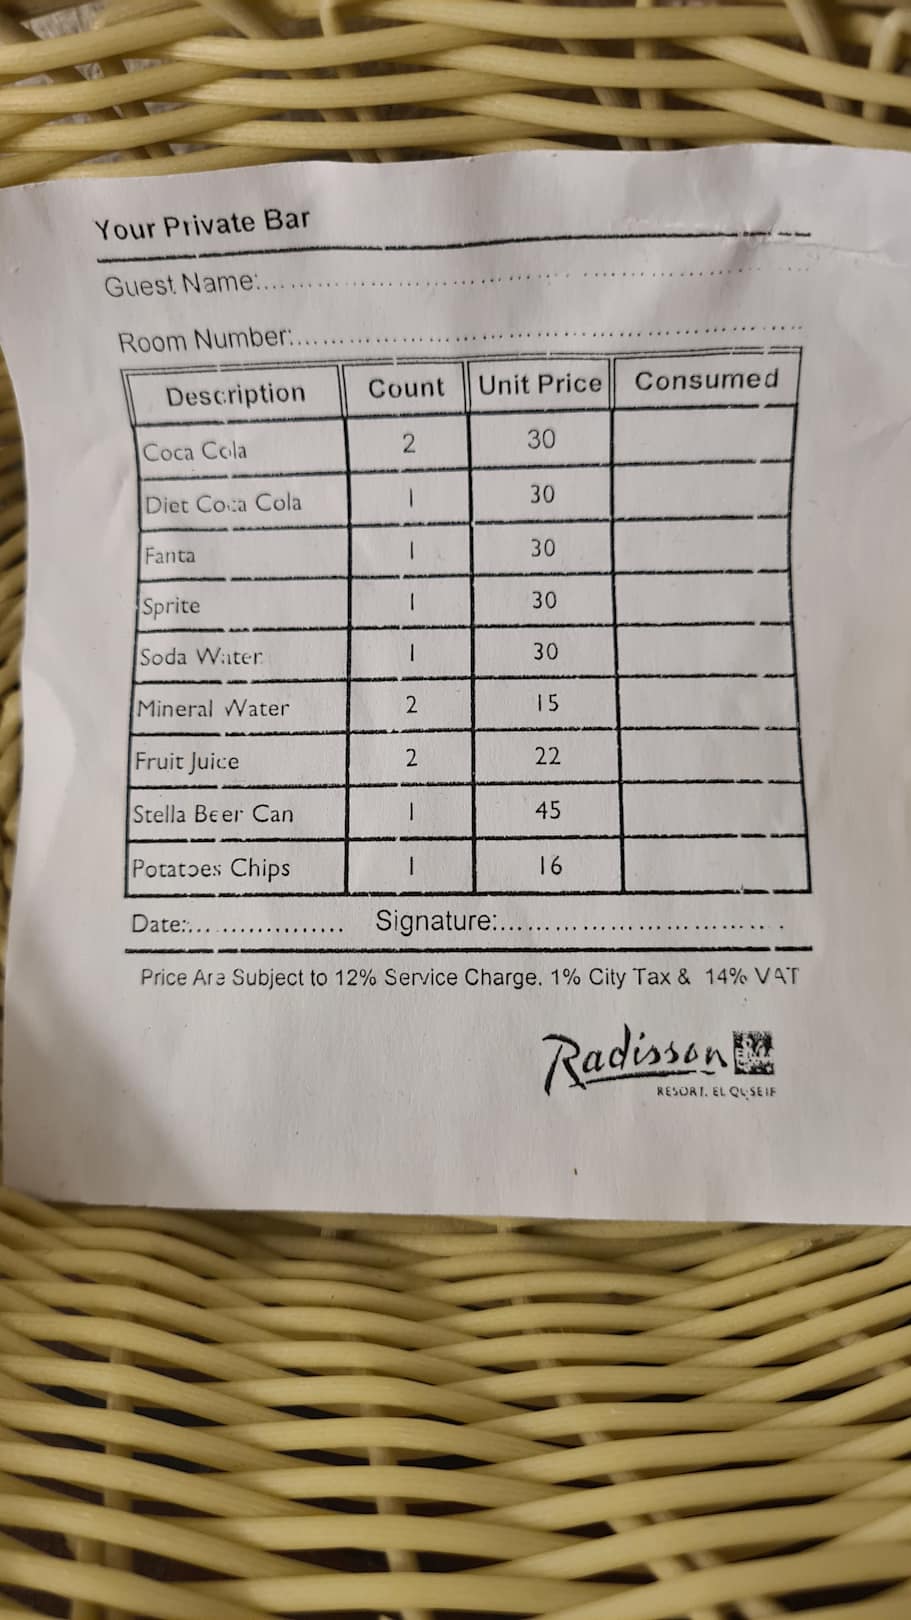 Your Private Bar
Guest Name:........................................................
Room Number:........................................................
Description Count Unit Price Consumed
Coca Cola 2 30
Diet Coca Cola 1 30
Fanta 1 30
Sprite 1 30
Soda Water 1 30
Mineral Water 2 15
Fruit Juice 2 22
Stella Beer Can 1 45
Potatoes Chips 1 16
Date:.................. Signature:..............................
Price Are Subject to 12% Service Charge. 1% City Tax & 14% VAT
Radisson
RESORT, EL QUSEIR